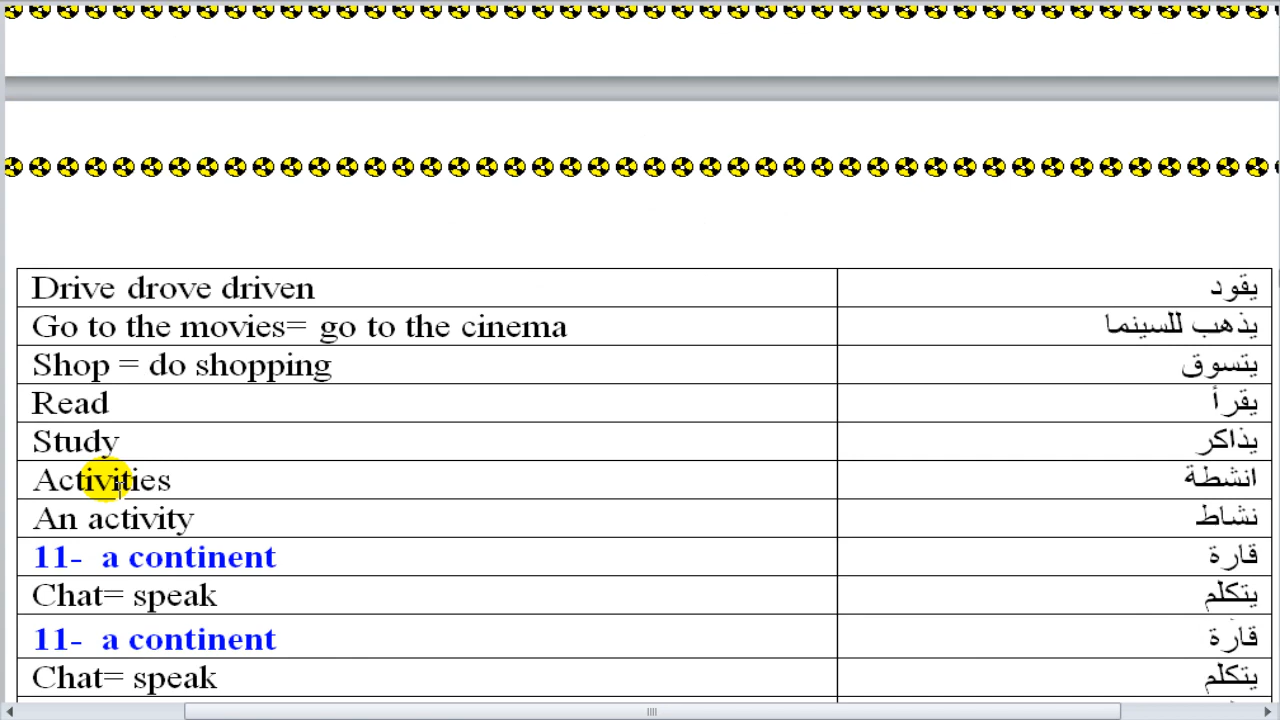 Drive drove driven يقود
Go to the movies= go to the cinema يذهب للسينما
Shop = do shopping يتسوق
Read يقرأ
Study يذاكر
Activities انشطة
An activity نشاط
11- a continent قارة
Chat= speak يتكلم
11- a continent قارة
Chat= speak يتكلم